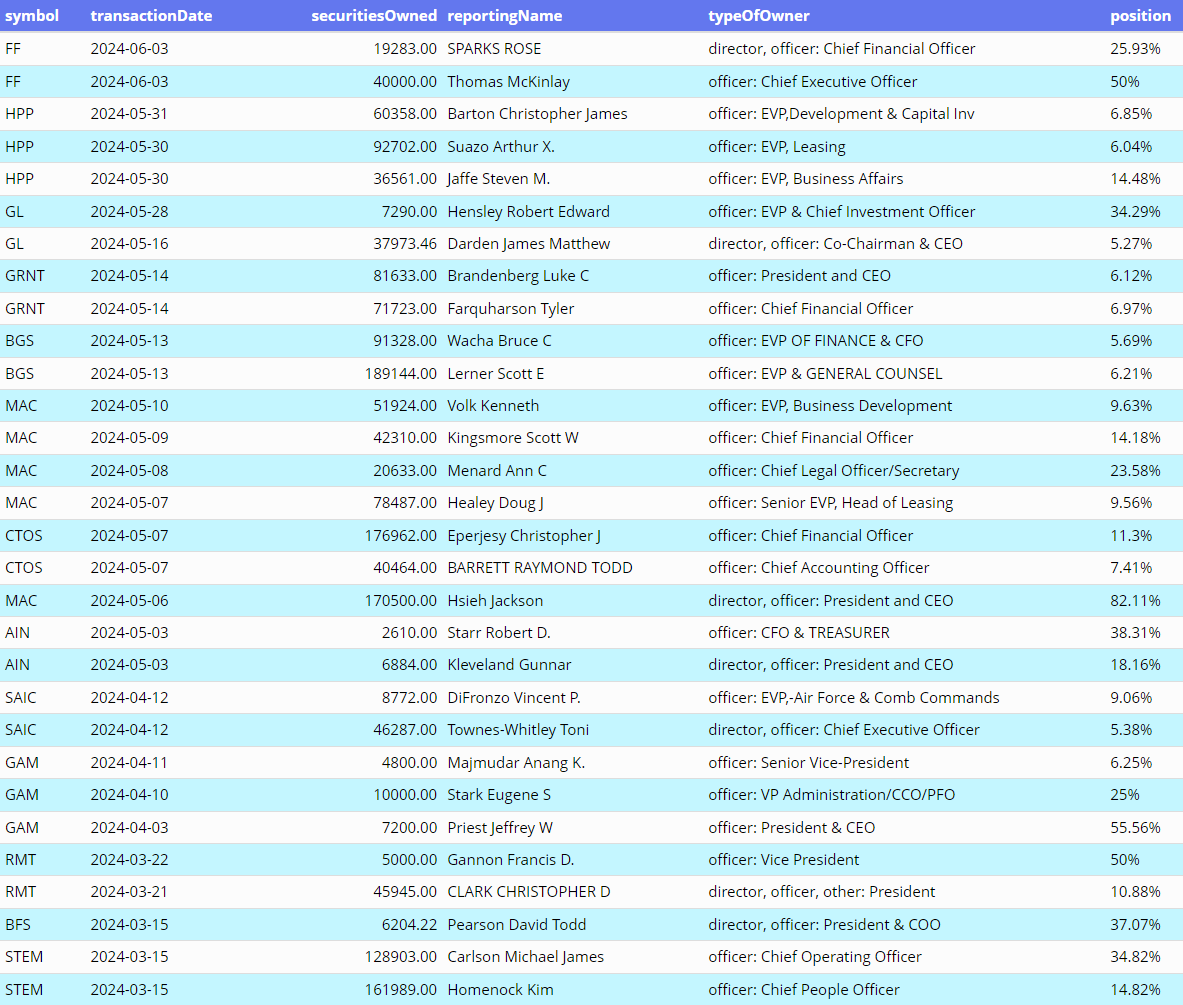 symbol transactionDate securitiesOwned reportingName typeOfOwner position
FF 2024-06-03 19283.00 SPARKS ROSE director, officer: Chief Financial Officer 25.93%
FF 2024-06-03 40000.00 Thomas McKinlay officer: Chief Executive Officer 50%
HPP 2024-05-31 60358.00 Barton Christopher James officer: EVP,Development & Capital Inv 6.85%
HPP 2024-05-30 92702.00 Suazo Arthur X. officer: EVP, Leasing 6.04%
HPP 2024-05-30 36561.00 Jaffe Steven M. officer: EVP, Business Affairs 14.48%
GL 2024-05-28 7290.00 Hensley Robert Edward officer: EVP & Chief Investment Officer 34.29%
GL 2024-05-16 37973.46 Darden James Matthew director, officer: Co-Chairman & CEO 5.27%
GRNT 2024-05-14 81633.00 Brandenberg Luke C officer: President and CEO 6.12%
GRNT 2024-05-14 71723.00 Farquharson Tyler officer: Chief Financial Officer 6.97%
BGS 2024-05-13 91328.00 Wacha Bruce C officer: EVP OF FINANCE & CFO 5.69%
BGS 2024-05-13 189144.00 Lerner Scott E officer: EVP & GENERAL COUNSEL 6.21%
MAC 2024-05-10 51924.00 Volk Kenneth officer: EVP, Business Development 9.63%
MAC 2024-05-09 42310.00 Kingsmore Scott W officer: Chief Financial Officer 14.18%
MAC 2024-05-08 20633.00 Menard Ann C officer: Chief Legal Officer/Secretary 23.58%
MAC 2024-05-07 78487.00 Healey Doug J officer: Senior EVP, Head of Leasing 9.56%
CTOS 2024-05-07 176962.00 Eperjesy Christopher J officer: Chief Financial Officer 11.3%
CTOS 2024-05-07 40464.00 BARRETT RAYMOND TODD officer: Chief Accounting Officer 7.41%
MAC 2024-05-06 170500.00 Hsieh Jackson director, officer: President and CEO 82.11%
AIN 2024-05-03 2610.00 Starr Robert D. officer: CFO & TREASURER 38.31%
AIN 2024-05-03 6884.00 Kleveland Gunnar director, officer: President and CEO 18.16%
SAIC 2024-04-12 8772.00 DiFronzo Vincent P. officer: EVP,-Air Force & Comb Commands 9.06%
SAIC 2024-04-12 46287.00 Townes-Whitley Toni director, officer: Chief Executive Officer 5.38%
GAM 2024-04-11 4800.00 Majmudar Anang K. officer: Senior Vice-President 6.25%
GAM 2024-04-10 10000.00 Stark Eugene S officer: VP Administration/CCO/PFO 25%
GAM 2024-04-03 7200.00 Priest Jeffrey W officer: President & CEO 55.56%
RMT 2024-03-22 5000.00 Gannon Francis D. officer: Vice President 50%
RMT 2024-03-21 45945.00 CLARK CHRISTOPHER D director, officer, other: President 10.88%
BFS 2024-03-15 6204.22 Pearson David Todd director, officer: President & COO 37.07%
STEM 2024-03-15 128903.00 Carlson Michael James officer: Chief Operating Officer 34.82%
STEM 2024-03-15 161989.00 Homenock Kim officer: Chief People Officer 14.82%